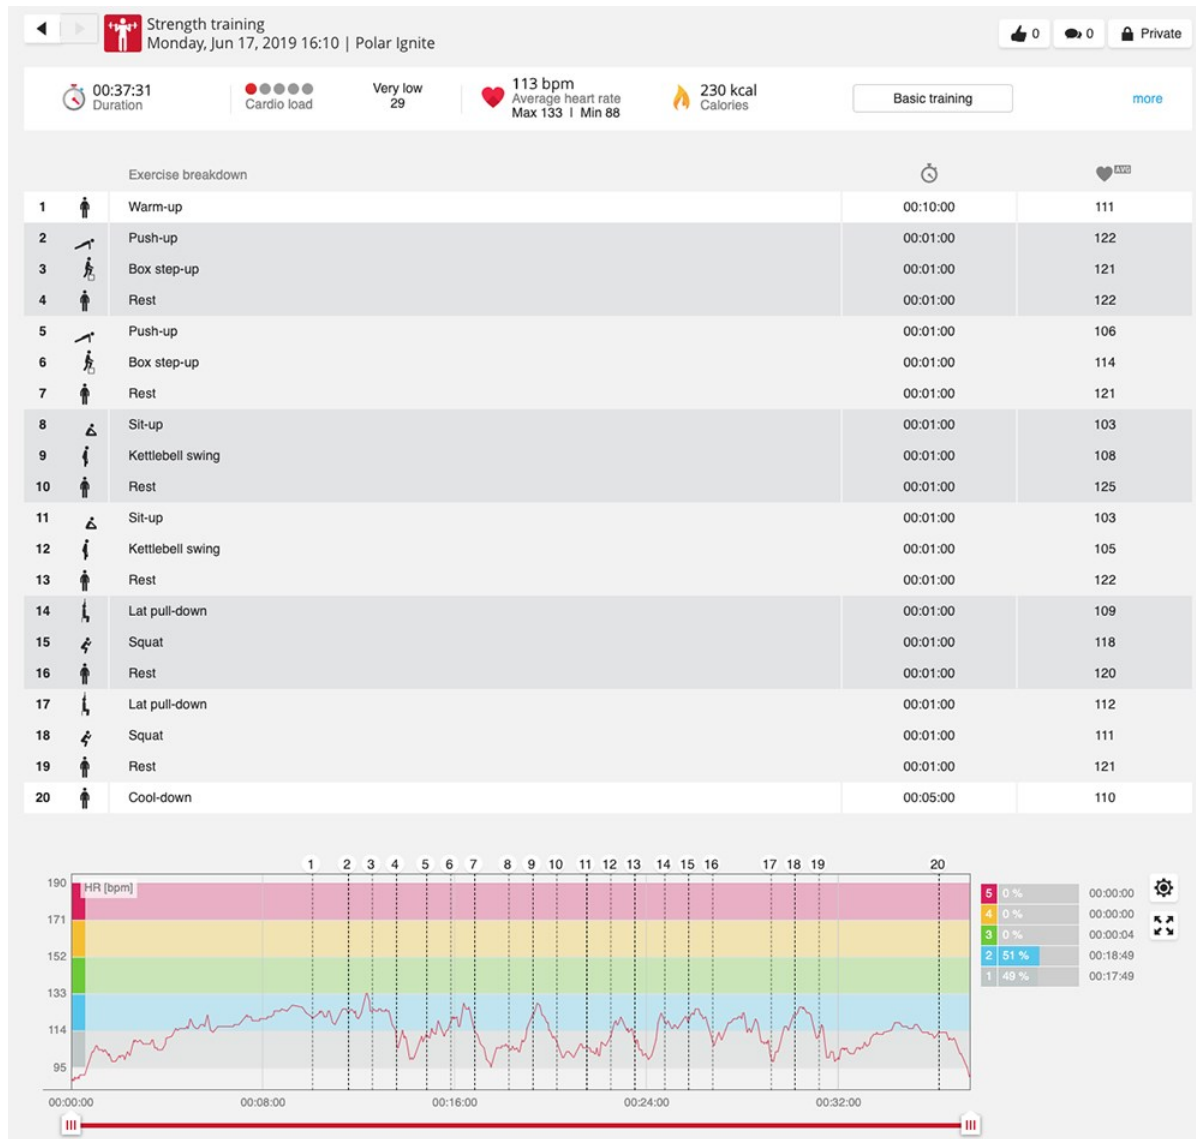 Strength training
Monday, Jun 17, 2019 16:10 | Polar Ignite
0 0 Private
00:37:31
Duration
Cardio load
Very low
29
113 bpm
Average heart rate
Max 133 | Min 88
230 kcal
Calories
Basic training
more
Exercise breakdown AVG
1 Warm-up 00:10:00 111
2 Push-up 00:01:00 122
3 Box step-up 00:01:00 121
4 Rest 00:01:00 122
5 Push-up 00:01:00 106
6 Box step-up 00:01:00 114
7 Rest 00:01:00 121
8 Sit-up 00:01:00 103
9 Kettlebell swing 00:01:00 108
10 Rest 00:01:00 125
11 Sit-up 00:01:00 103
12 Kettlebell swing 00:01:00 105
13 Rest 00:01:00 122
14 Lat pull-down 00:01:00 109
15 Squat 00:01:00 118
16 Rest 00:01:00 120
17 Lat pull-down 00:01:00 112
18 Squat 00:01:00 111
19 Rest 00:01:00 121
20 Cool-down 00:05:00 110
1 2 3 4 5 6 7 8 9 10 11 12 13 14 15 16 17 18 19 20
HR [bpm]
190
171
152
133
114
95
00:00:00 00:08:00 00:16:00 00:24:00 00:32:00
5 0 % 00:00:00
4 0 % 00:00:00
3 0 % 00:00:04
2 51 % 00:18:49
1 49 % 00:17:49